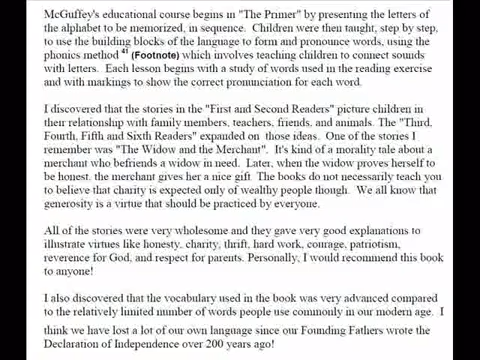 McGuffey's educational course begins in "The Primer" by presenting the letters of
the alphabet to be memorized, in sequence.  Children were then taught, step by step,
to use the building blocks of the language to form and pronounce words, using the
phonics method 41 (Footnote) which involves teaching children to connect sounds
with letters.  Each lesson begins with a study of words used in the reading exercise
and with markings to show the correct pronunciation for each word.
I discovered that the stories in the "First and Second Readers" picture children in
their relationship with family members, teachers, friends, and animals. The "Third,
Fourth, Fifth and Sixth Readers" expanded on those ideas.  One of the stories I
remember was "The Widow and the Merchant".  It's kind of a morality tale about a
merchant who befriends a widow in need.  Later, when the widow proves herself to
be honest. the merchant gives her a nice gift  The books do not necessarily teach you
to believe that charity is expected only of wealthy people though.  We all know that
generosity is a virtue that should be practiced by everyone.
All of the stories were very wholesome and they gave very good explanations to
illustrate virtues like honesty, charity, thrift, hard work, courage, patriotism,
reverence for God, and respect for parents. Personally, I would recommend this book
to anyone!
I also discovered that the vocabulary used in the book was very advanced compared
to the relatively limited number of words people use commonly in our modern age.  I
think we have lost a lot of our own language since our Founding Fathers wrote the
Declaration of Independence over 200 years ago!